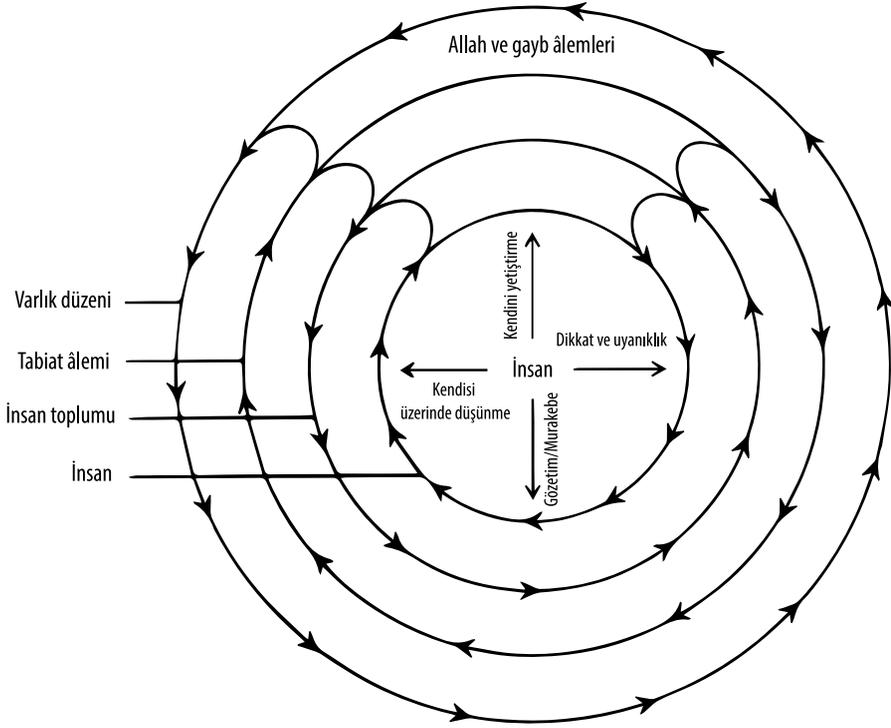 Allah ve gayb âlemleri
Varlık düzeni
Tabiat âlemi
İnsan toplumu
İnsan
Kendini yetiştirme
Dikkat ve uyanıklık
İnsan
Kendisi
üzerinde düşünme
Gözetim/Murakebe